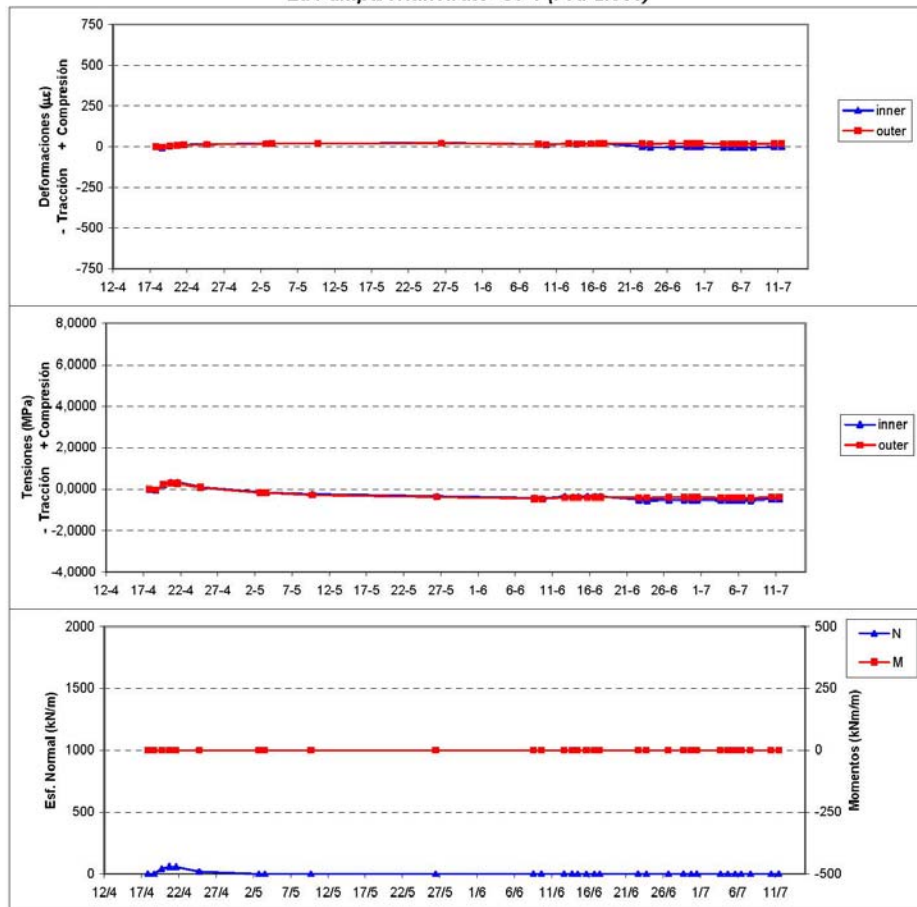 750
500
250
0
-250
-500
-750
Deformaciones (με)
- Tracción + Compresión
12-4 17-4 22-4 27-4 2-5 7-5 12-5 17-5 22-5 27-5 1-6 6-6 11-6 16-6 21-6 26-6 1-7 6-7 11-7
inner
outer
8,0000
6,0000
4,0000
2,0000
0,0000
-2,0000
-4,0000
Tensiones (MPa)
- Tracción + Compresión
12-4 17-4 22-4 27-4 2-5 7-5 12-5 17-5 22-5 27-5 1-6 6-6 11-6 16-6 21-6 26-6 1-7 6-7 11-7
inner
outer
2000
1500
1000
500
0
Esf. Normal (kN/m)
12/4 17/4 22/4 27/4 2/5 7/5 12/5 17/5 22/5 27/5 1/6 6/6 11/6 16/6 21/6 26/6 1/7 6/7 11/7
500
250
0
-250
-500
Momentos (kNm/m)
N
M